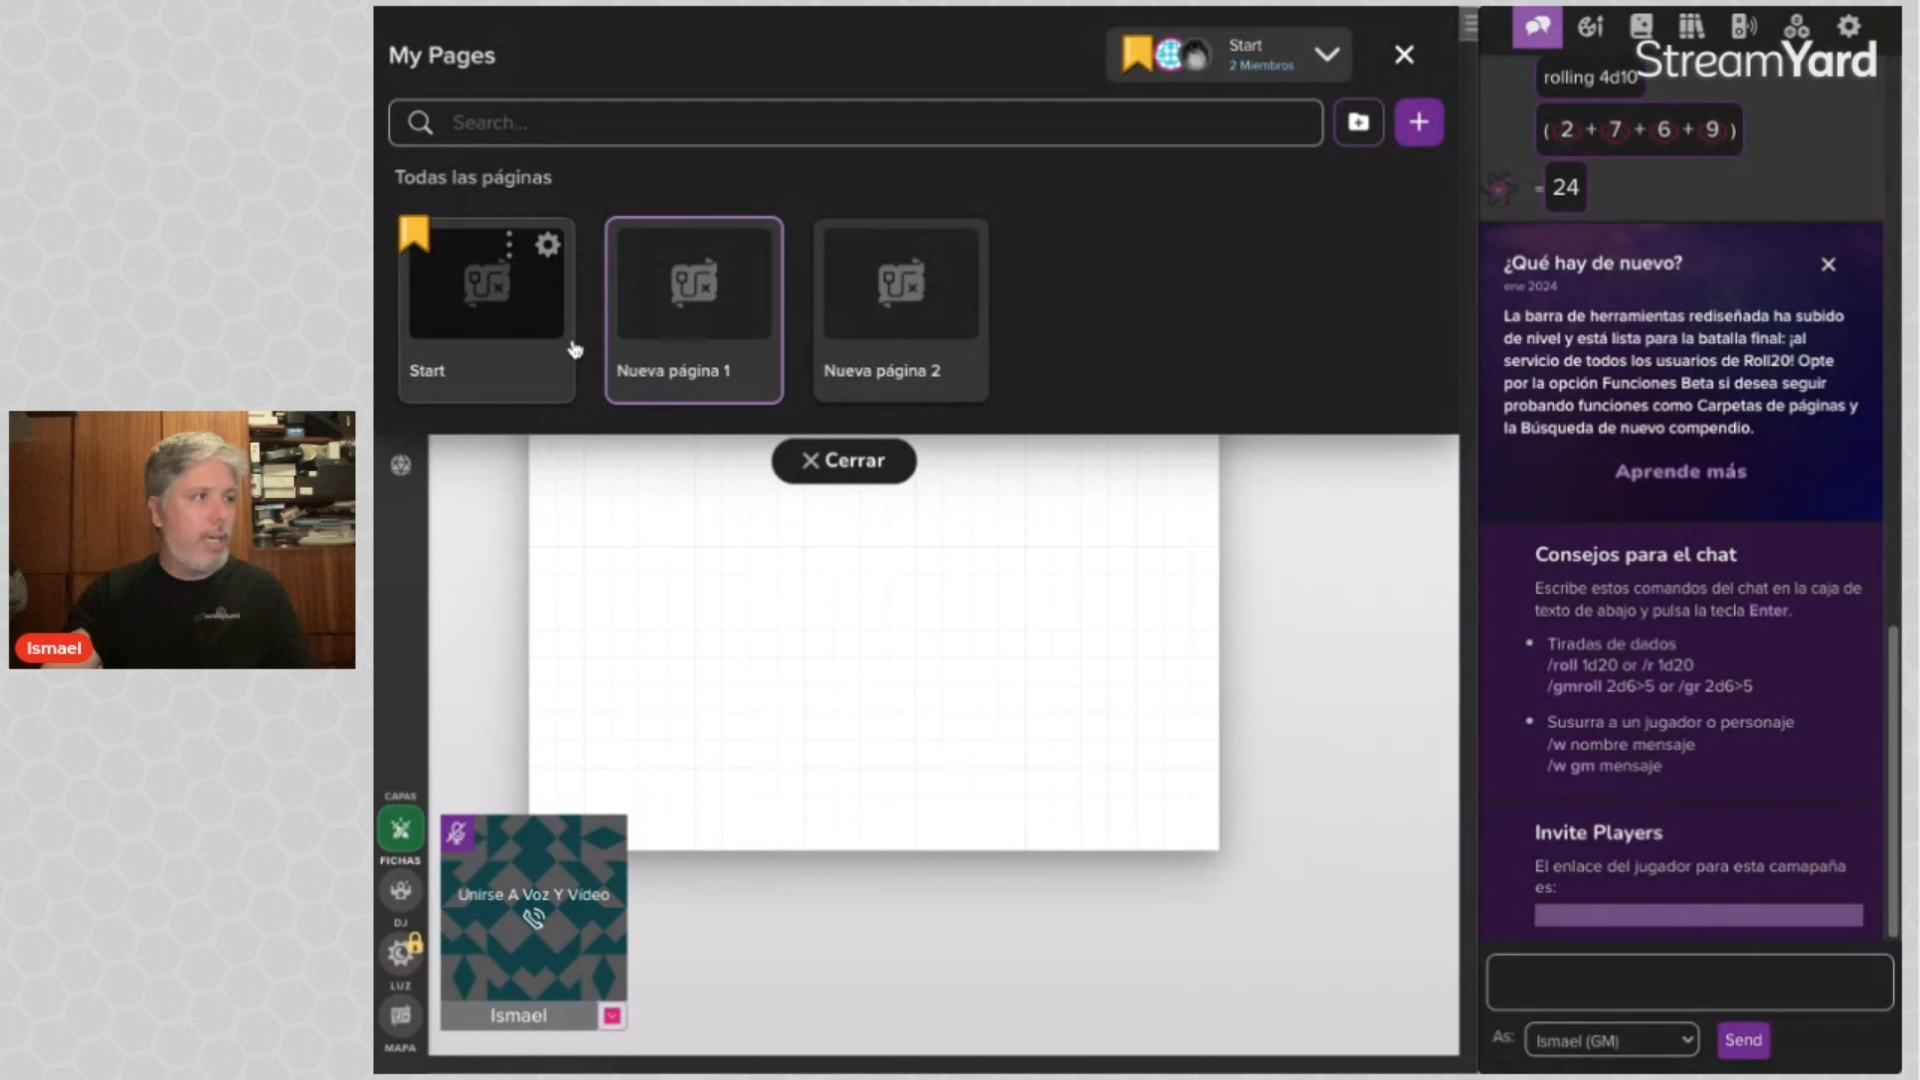 My Pages
Start
2 Miembros
Search...
Todas las páginas
Start
Nueva página 1
Nueva página 2
Cerrar
CAPAS
FICHAS
DJ
LUZ
MAPA
Unirse A Voz Y Vídeo
Ismael
Ismael
StreamYard
rolling 4d10
(2+7+6+9)
=24
¿Qué hay de nuevo?
ene 2024
La barra de herramientas rediseñada ha subido
de nivel y está lista para la batalla final: ¡al
servicio de todos los usuarios de Roll20! Opte
por la opción Funciones Beta si desea seguir
probando funciones como Carpetas de páginas y
la Búsqueda de nuevo compendio.
Aprende más
Consejos para el chat
Escribe estos comandos del chat en la caja de
texto de abajo y pulsa la tecla Enter.
Tiradas de dados
/roll 1d20 or /r 1d20
/gmroll 2d6>5 or /gr 2d6>5
Susurra a un jugador o personaje
/w nombre mensaje
/w gm mensaje
Invite Players
El enlace del jugador para esta camapaña
es:
As:
Ismael (GM)
Send